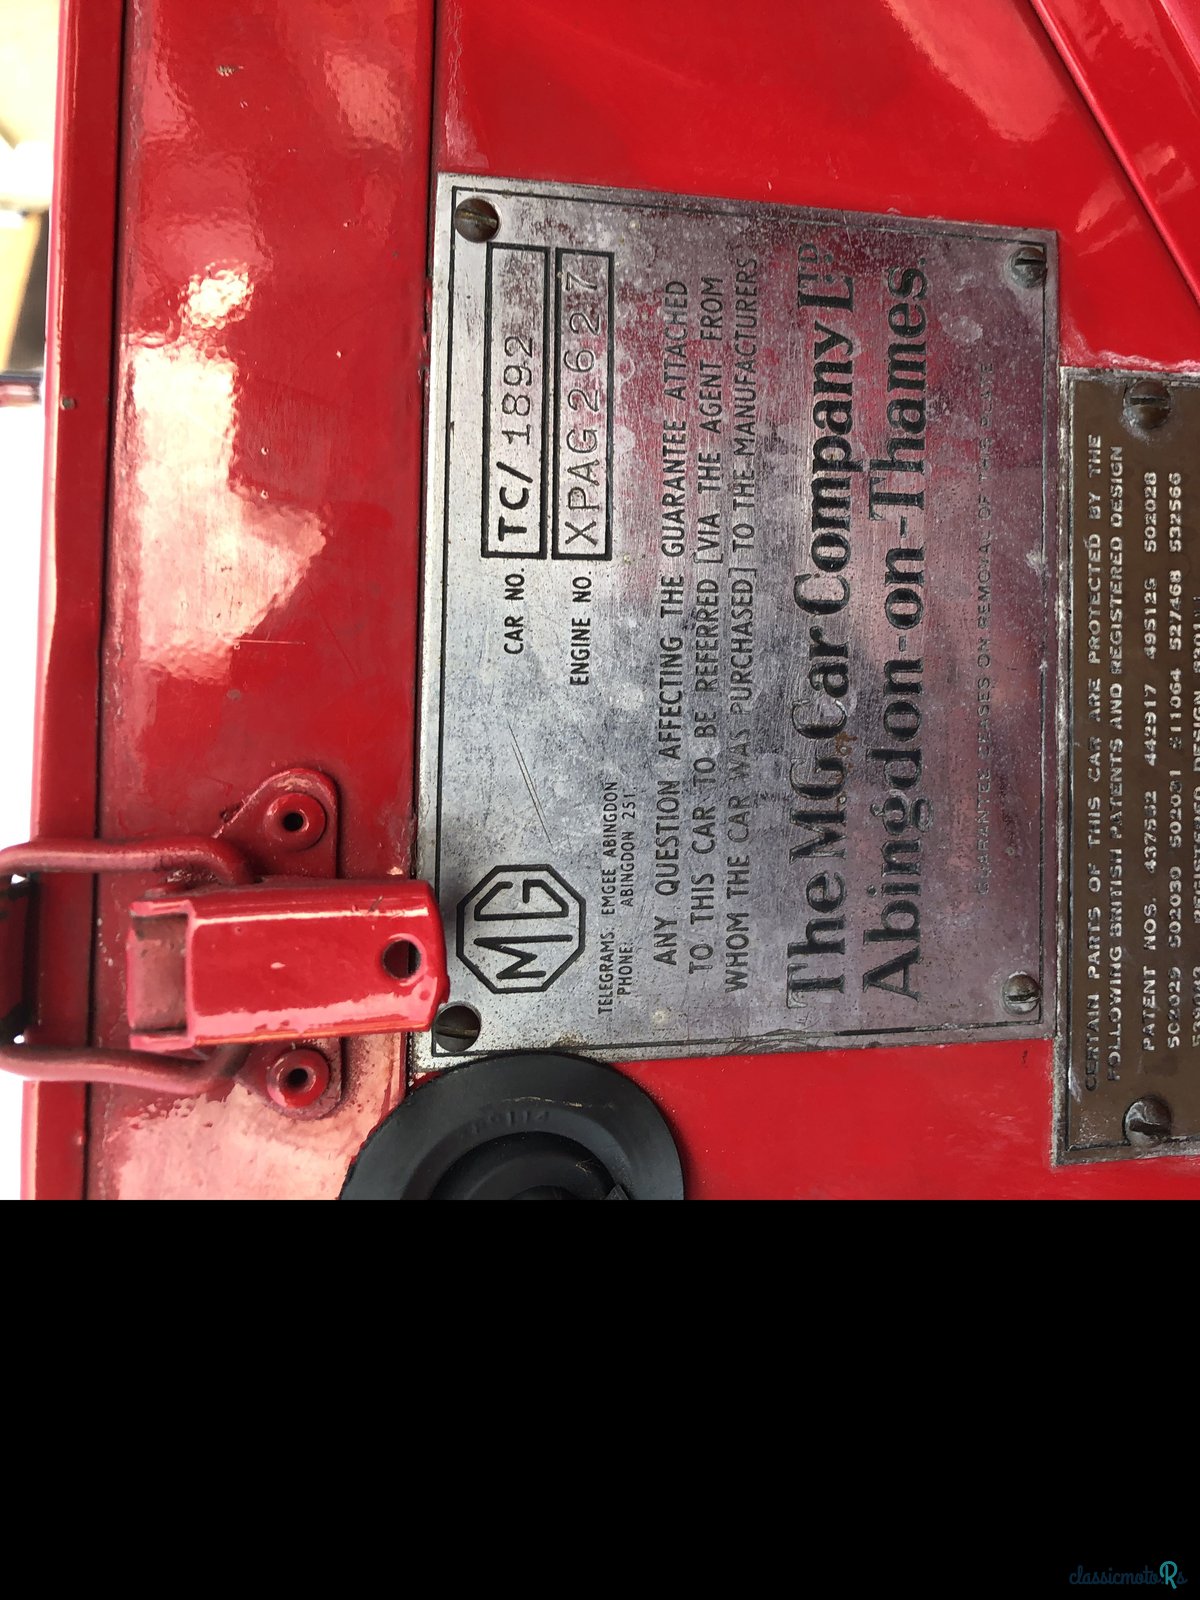 MG
CAR NO. TC/1892
ENGINE NO. XPAG 2627
TELEGRAMS: EMGEE ABINGDON
PHONE: ABINGDON 251
ANY QUESTION AFFECTING THE GUARANTEE ATTACHED
TO THIS CAR TO BE REFERRED [VIA THE AGENT FROM
WHOM THE CAR WAS PURCHASED] TO THE MANUFACTURERS
The M.G. Car Company LTD
Abingdon-on-Thames.
GUARANTEE CEASES ON REMOVAL OF THIS PLATE
CERTAIN PARTS OF THIS CAR ARE PROTECTED BY THE
FOLLOWING BRITISH PATENTS AND REGISTERED DESIGN
PATENT NOS. 437552 442917 495126 502028
502029 502030 502031 511064 527468 532566
classicmotoRs